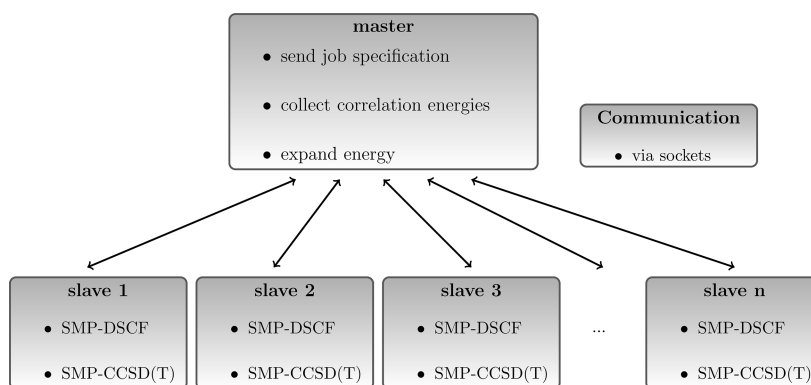 master
• send job specification
• collect correlation energies
• expand energy
Communication
• via sockets
slave 1
• SMP-DSCF
• SMP-CCSD(T)
slave 2
• SMP-DSCF
• SMP-CCSD(T)
slave 3
• SMP-DSCF
• SMP-CCSD(T)
...
slave n
• SMP-DSCF
• SMP-CCSD(T)